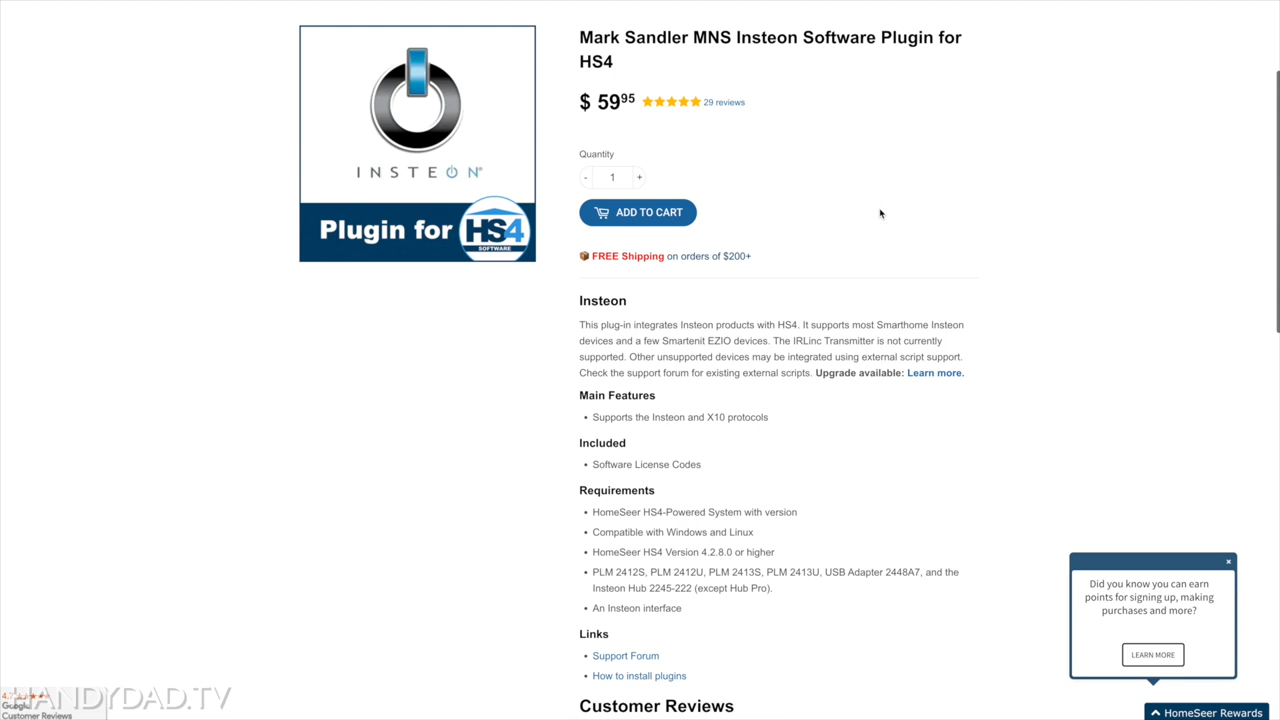 INSTEON®
Plugin for HS4
SOFTWARE
Mark Sandler MNS Insteon Software Plugin for
HS4
$ 5995
29 reviews
Quantity
- 1 +
ADD TO CART
FREE Shipping on orders of $200+
Insteon
This plug-in integrates Insteon products with HS4. It supports most Smarthome Insteon
devices and a few Smartenit EZIO devices. The IRLinc Transmitter is not currently
supported. Other unsupported devices may be integrated using external script support.
Check the support forum for existing external scripts. Upgrade available: Learn more.
Main Features
• Supports the Insteon and X10 protocols
Included
• Software License Codes
Requirements
• HomeSeer HS4-Powered System with version
• Compatible with Windows and Linux
• HomeSeer HS4 Version 4.2.8.0 or higher
• PLM 2412S, PLM 2412U, PLM 2413S, PLM 2413U, USB Adapter 2448A7, and the
Insteon Hub 2245-222 (except Hub Pro).
• An Insteon interface
Links
• Support Forum
• How to install plugins
Customer Reviews
×
Did you know you can earn
points for signing up, making
purchases and more?
LEARN MORE
HomeSeer Rewards
HANDYDAD.TV
Google
Customer Reviews